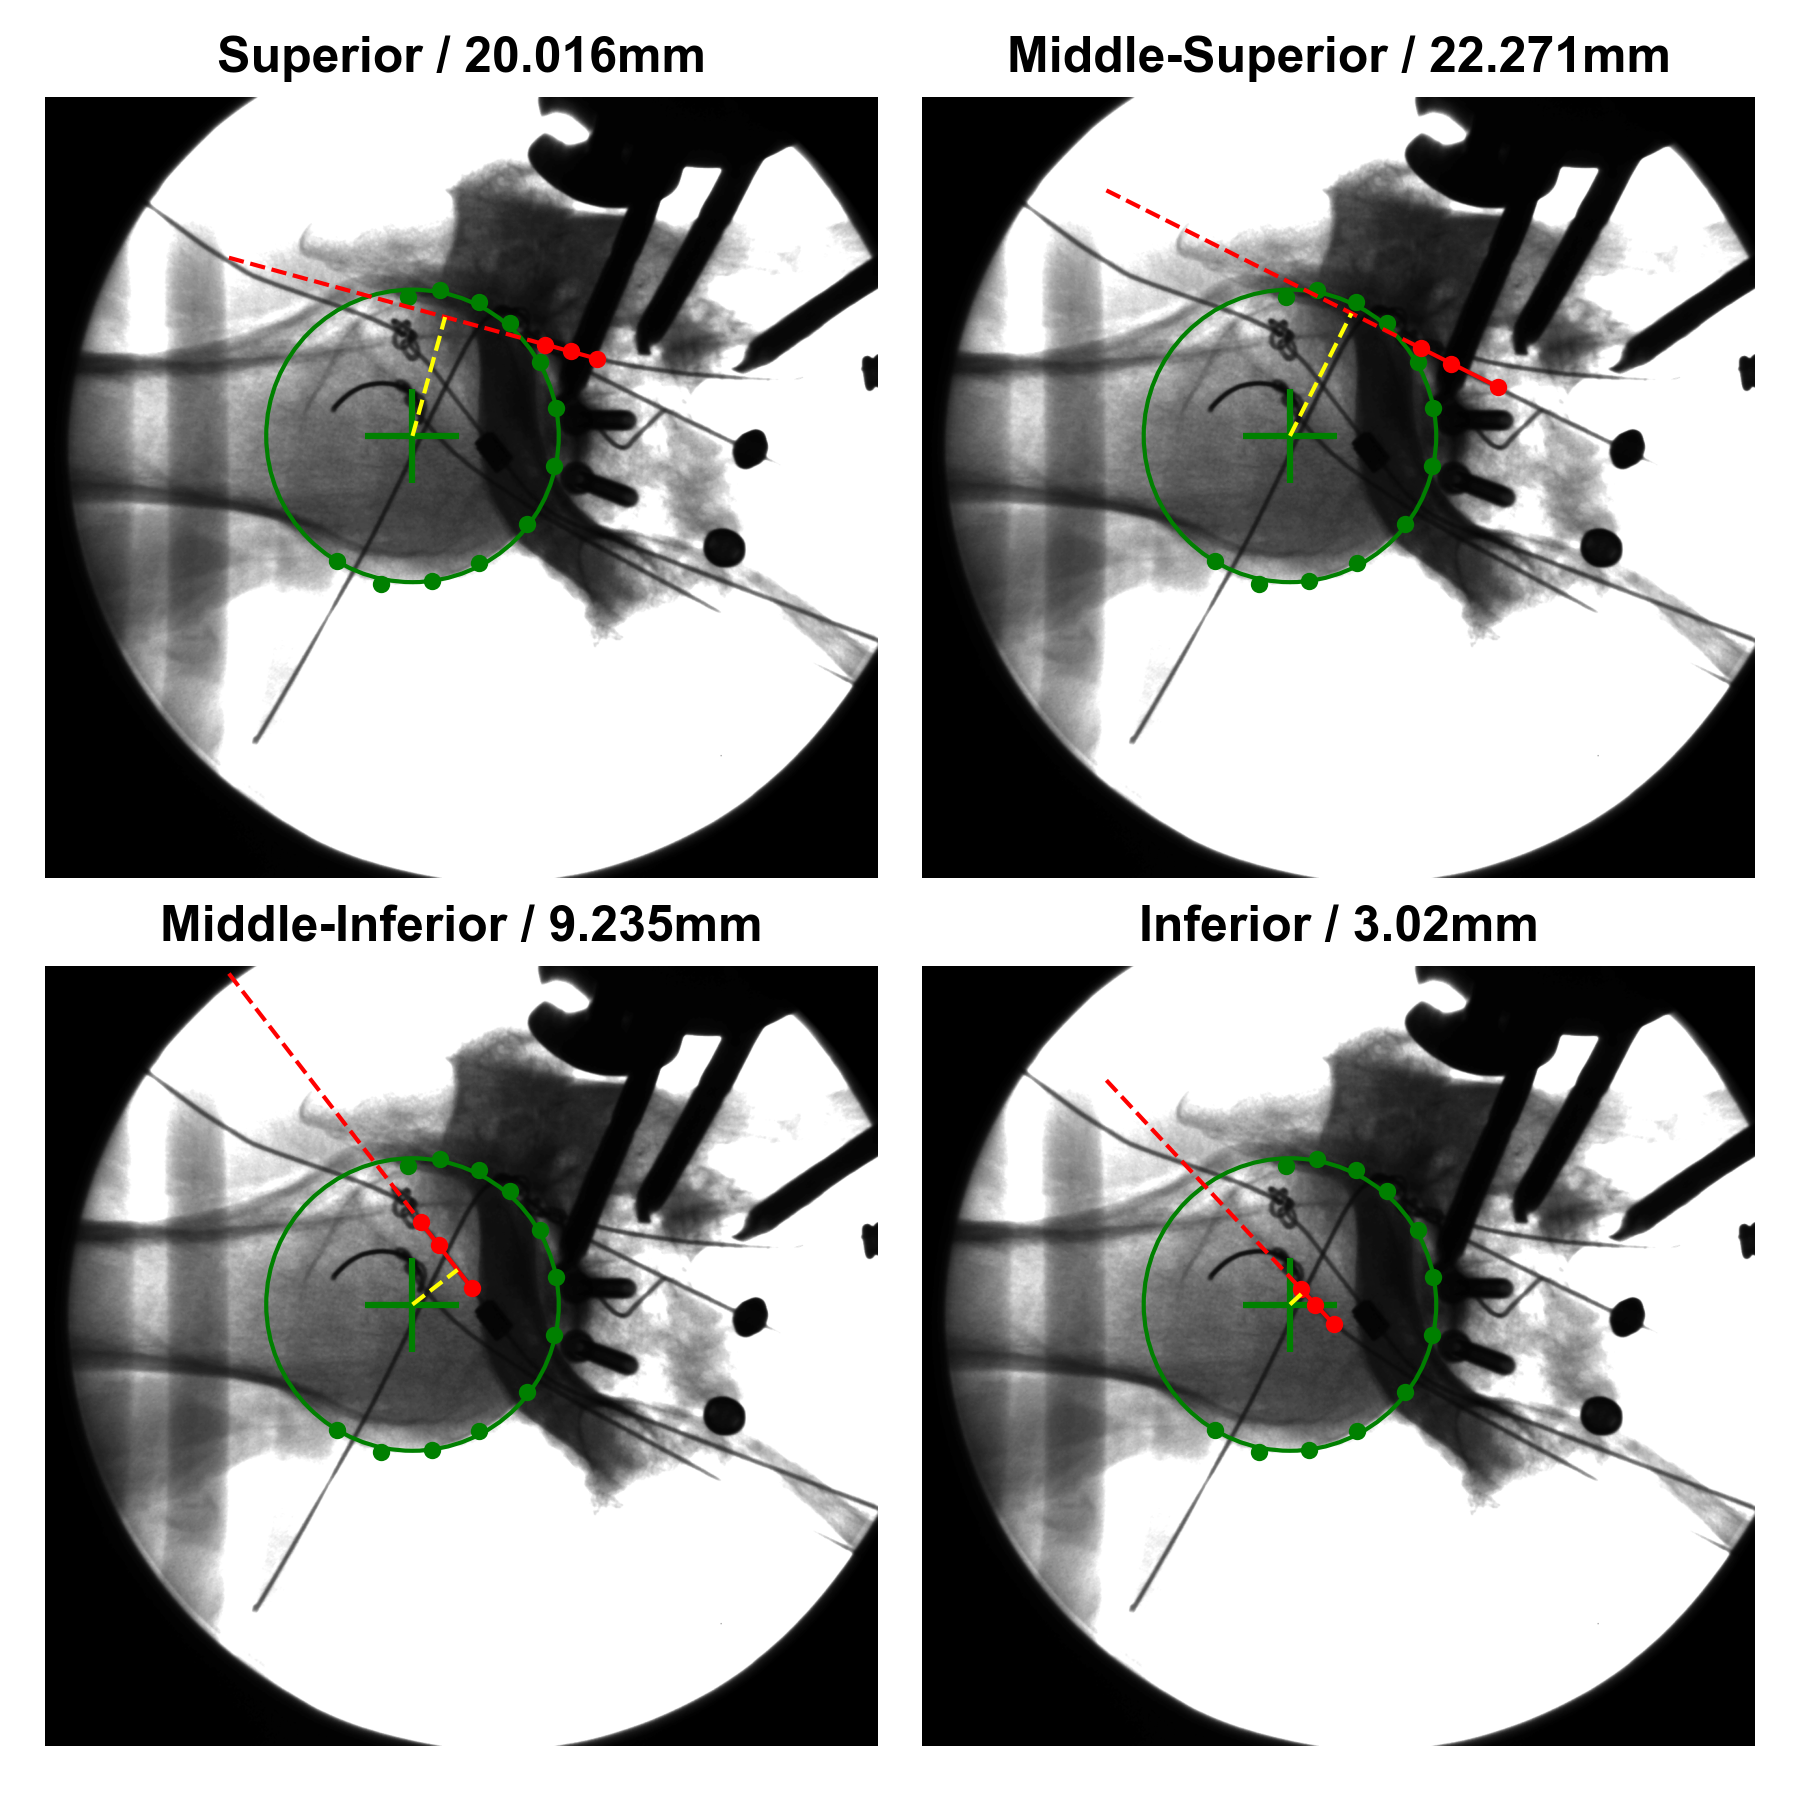 Superior / 20.016mm
Middle-Superior / 22.271mm
Middle-Inferior / 9.235mm
Inferior / 3.02mm